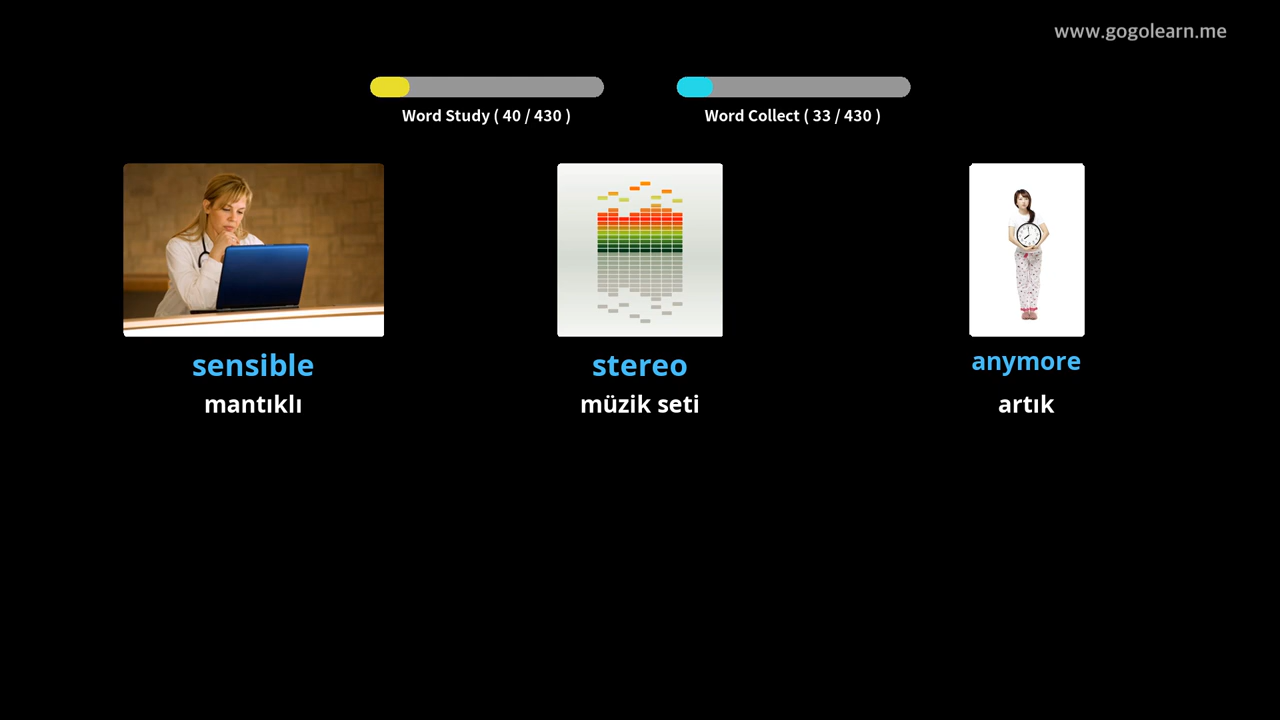 www.gogolearn.me
Word Study ( 40 / 430 )
Word Collect ( 33 / 430 )
sensible
mantıklı
stereo
müzik seti
anymore
artık